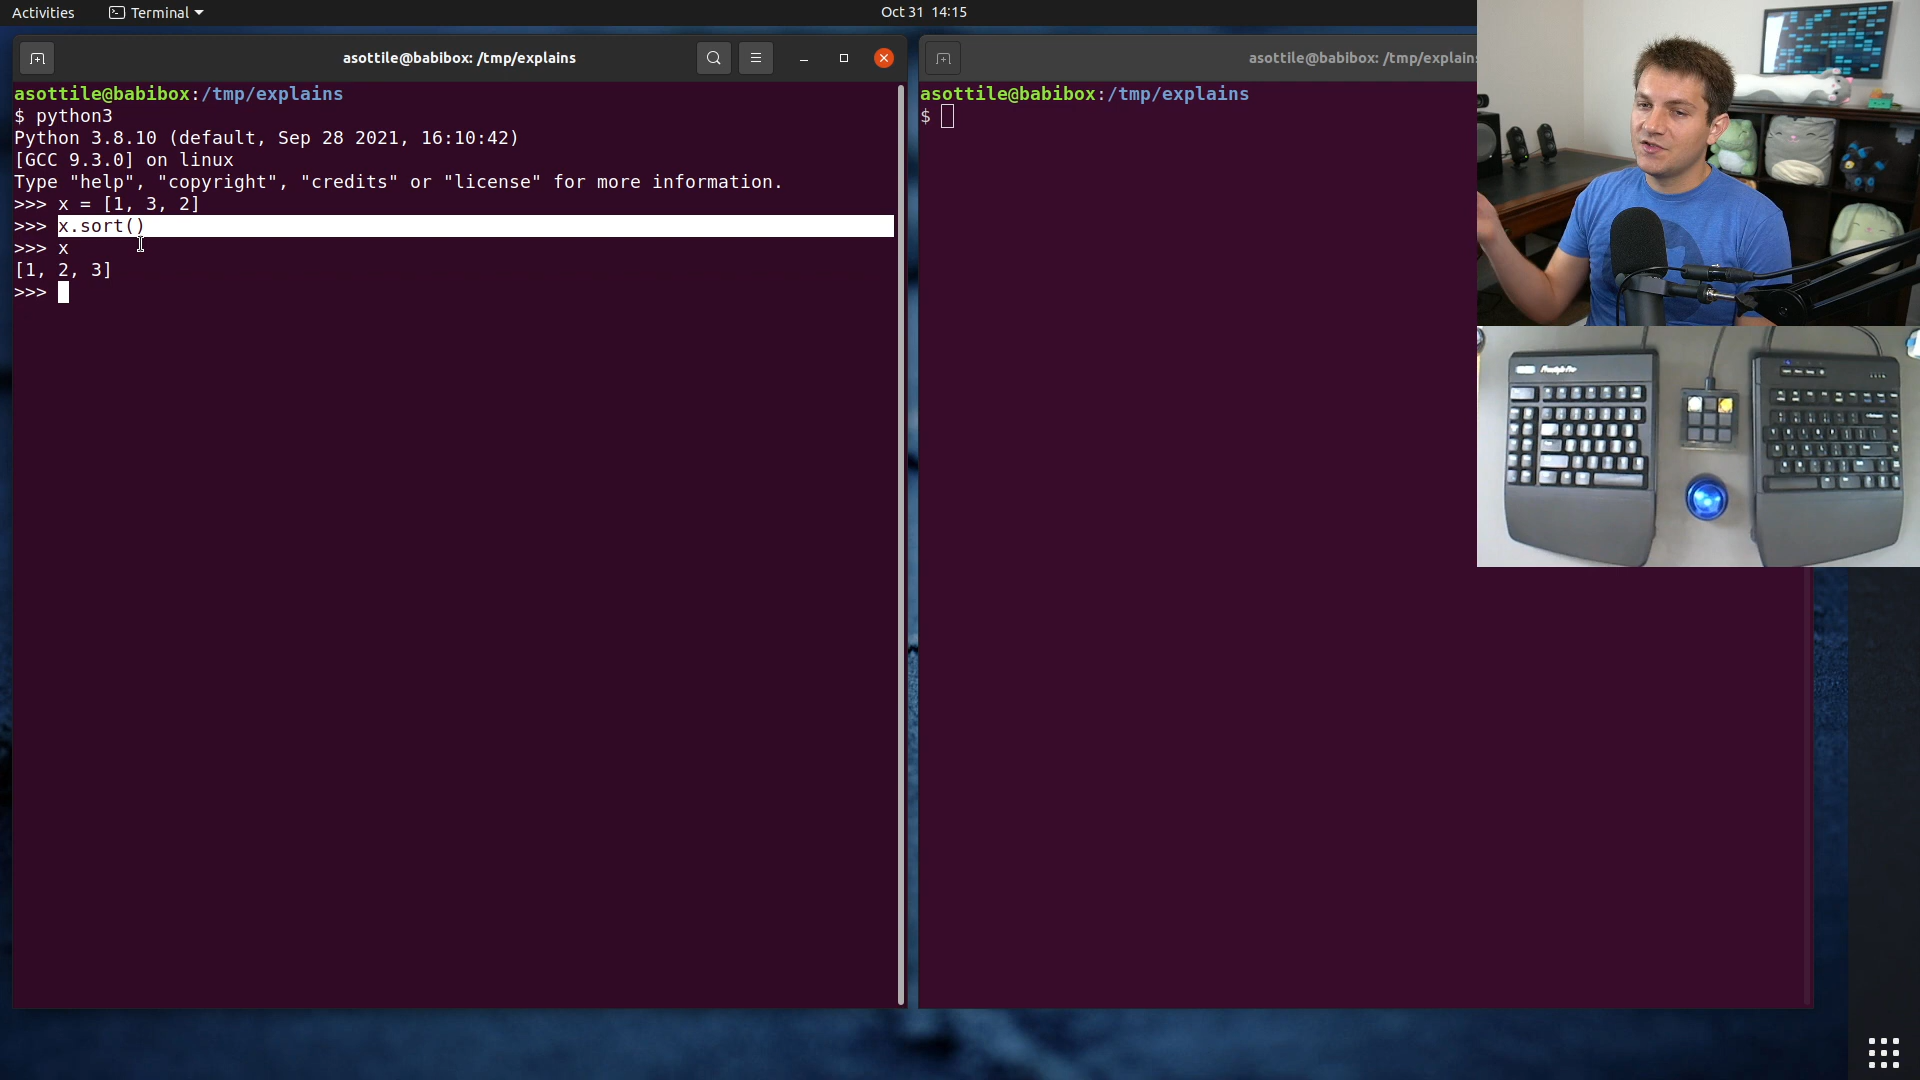 Activities
Terminal
Oct 31 14:15
asottile@babibox: /tmp/explains
asottile@babibox:/tmp/explains
$ python3
Python 3.8.10 (default, Sep 28 2021, 16:10:42)
[GCC 9.3.0] on linux
Type "help", "copyright", "credits" or "license" for more information.
>>> x = [1, 3, 2]
>>> x.sort()
>>> x
[1, 2, 3]
>>>
asottile@babibox: /tmp/explains
asottile@babibox:/tmp/explains
$